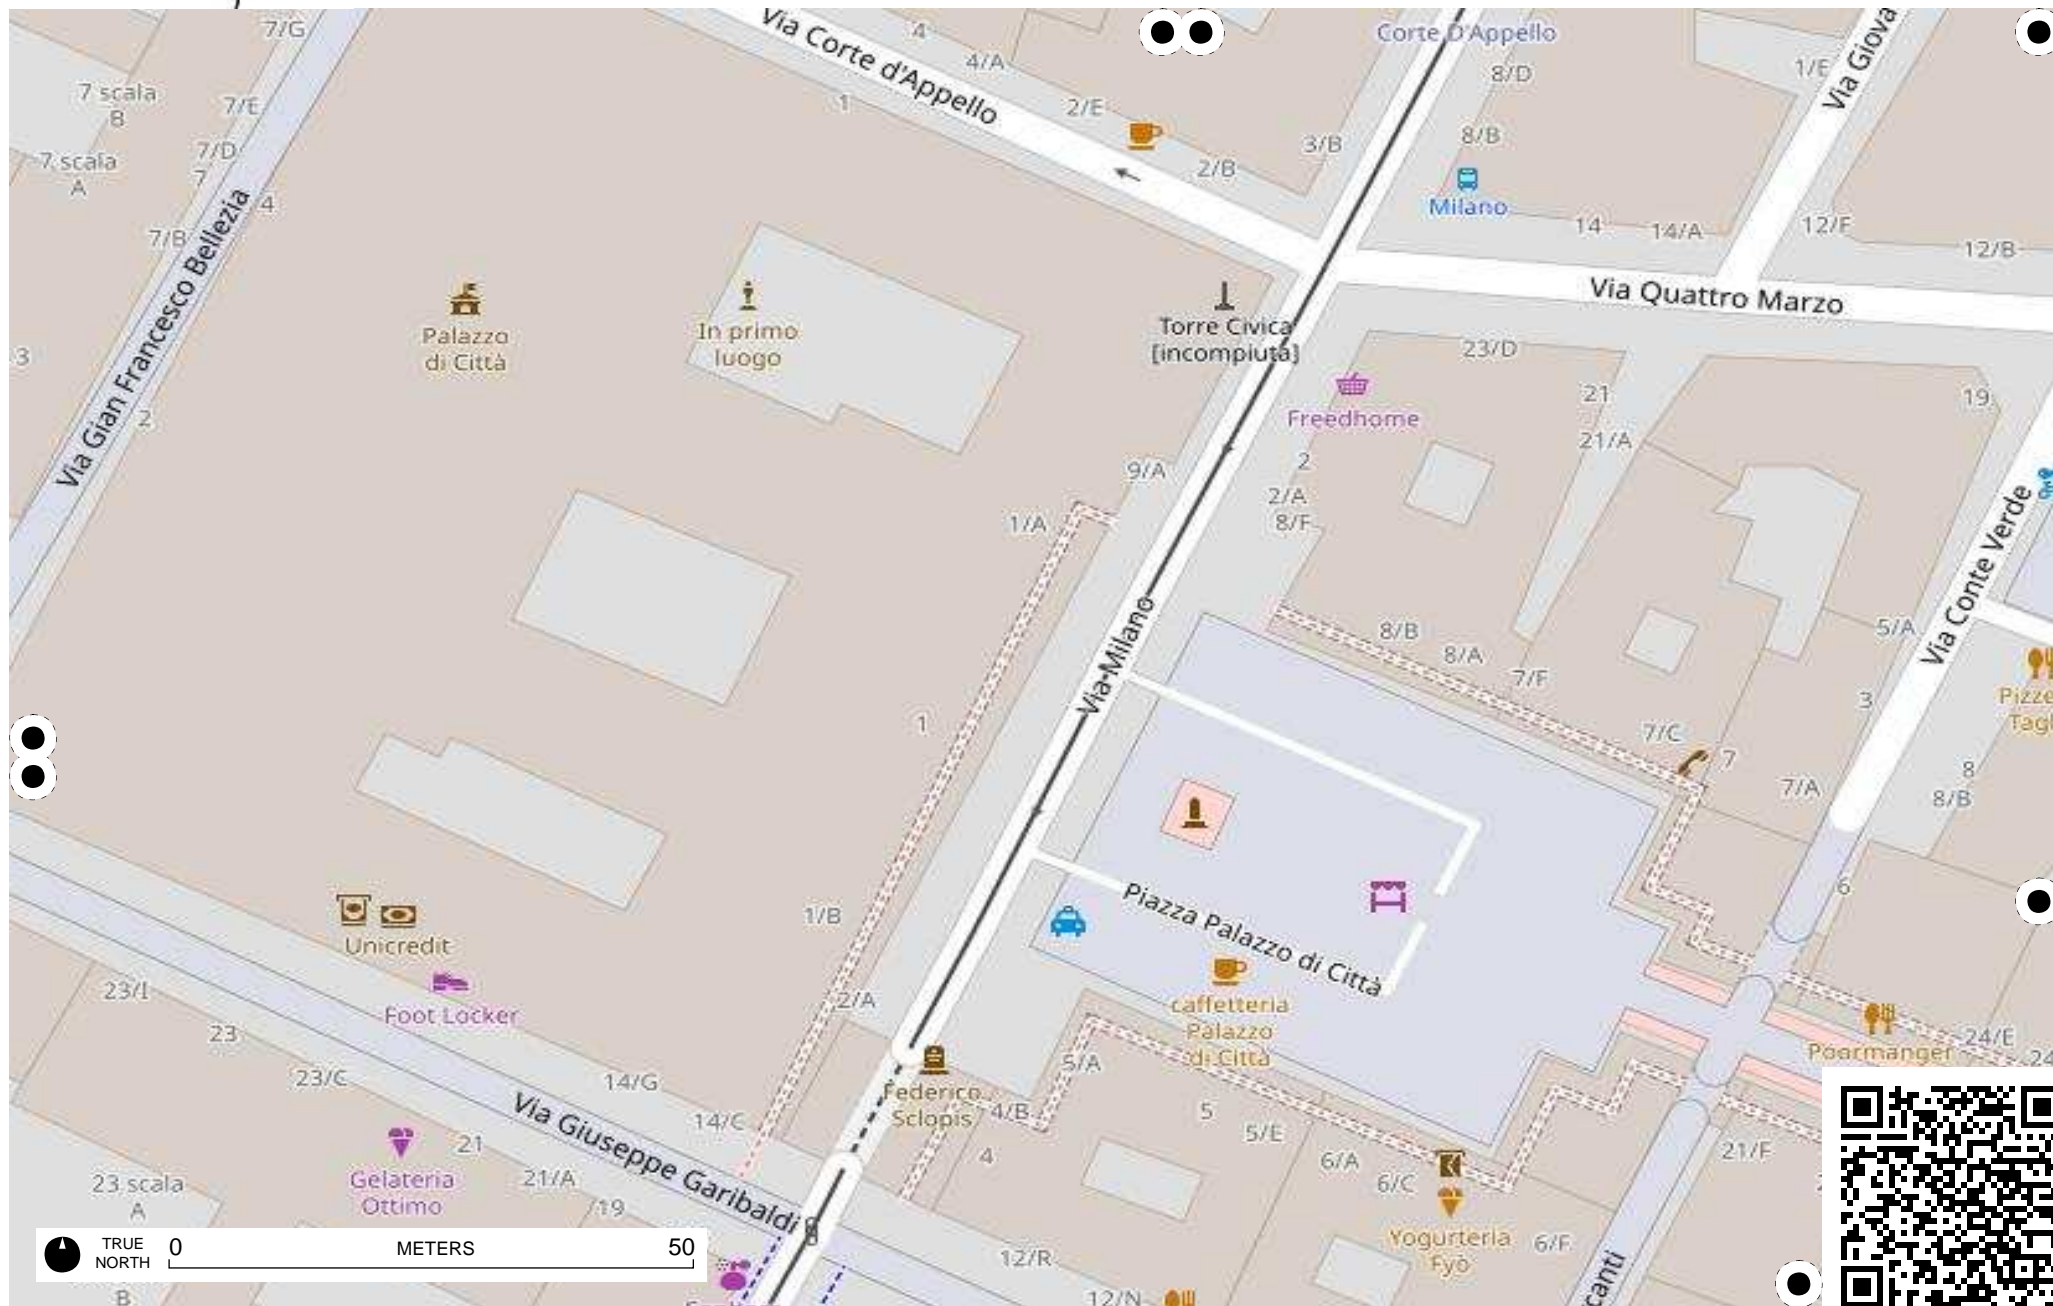 7/G
4
4/A
Via Corte d'Appello
Corte D'Appello
8/D
1/E
Via Giova
7 scala
B
7/E
1
2/E
3/B
8/B
7/D
7 scala
A
7
2/B
Milano
4
7/B
14
14/A
12/F
12/B
Via Gian Francesco Bellezia
Via Quattro Marzo
Palazzo
di Città
In primo
luogo
Torre Civica
[incompiuta]
23/D
3
Freedhome
21
19
2
21/A
9/A
2
2/A
8/F
1/A
Via Conte Verde
Via Milano
8/B
8/A
7/F
5/A
3
Pizze
Tagl
1
7/C
7
7/A
8
8/B
Piazza Palazzo di Città
6
1/B
Unicredit
23/I
Foot Locker
2/A
caffetteria
Palazzo
di Città
23
24/E
24
Poormanger
23/C
14/G
5/A
Federico
Sclopis
4/B
5
Via Giuseppe Garibaldi
14/C
5/E
21
4
6/A
21/F
6/C
23 scala
A
Gelateria
Ottimo
21/A
19
Yogurteria
Fyò
6/F
12/R
TRUE
NORTH
0
METERS
50
B
12/N
canti